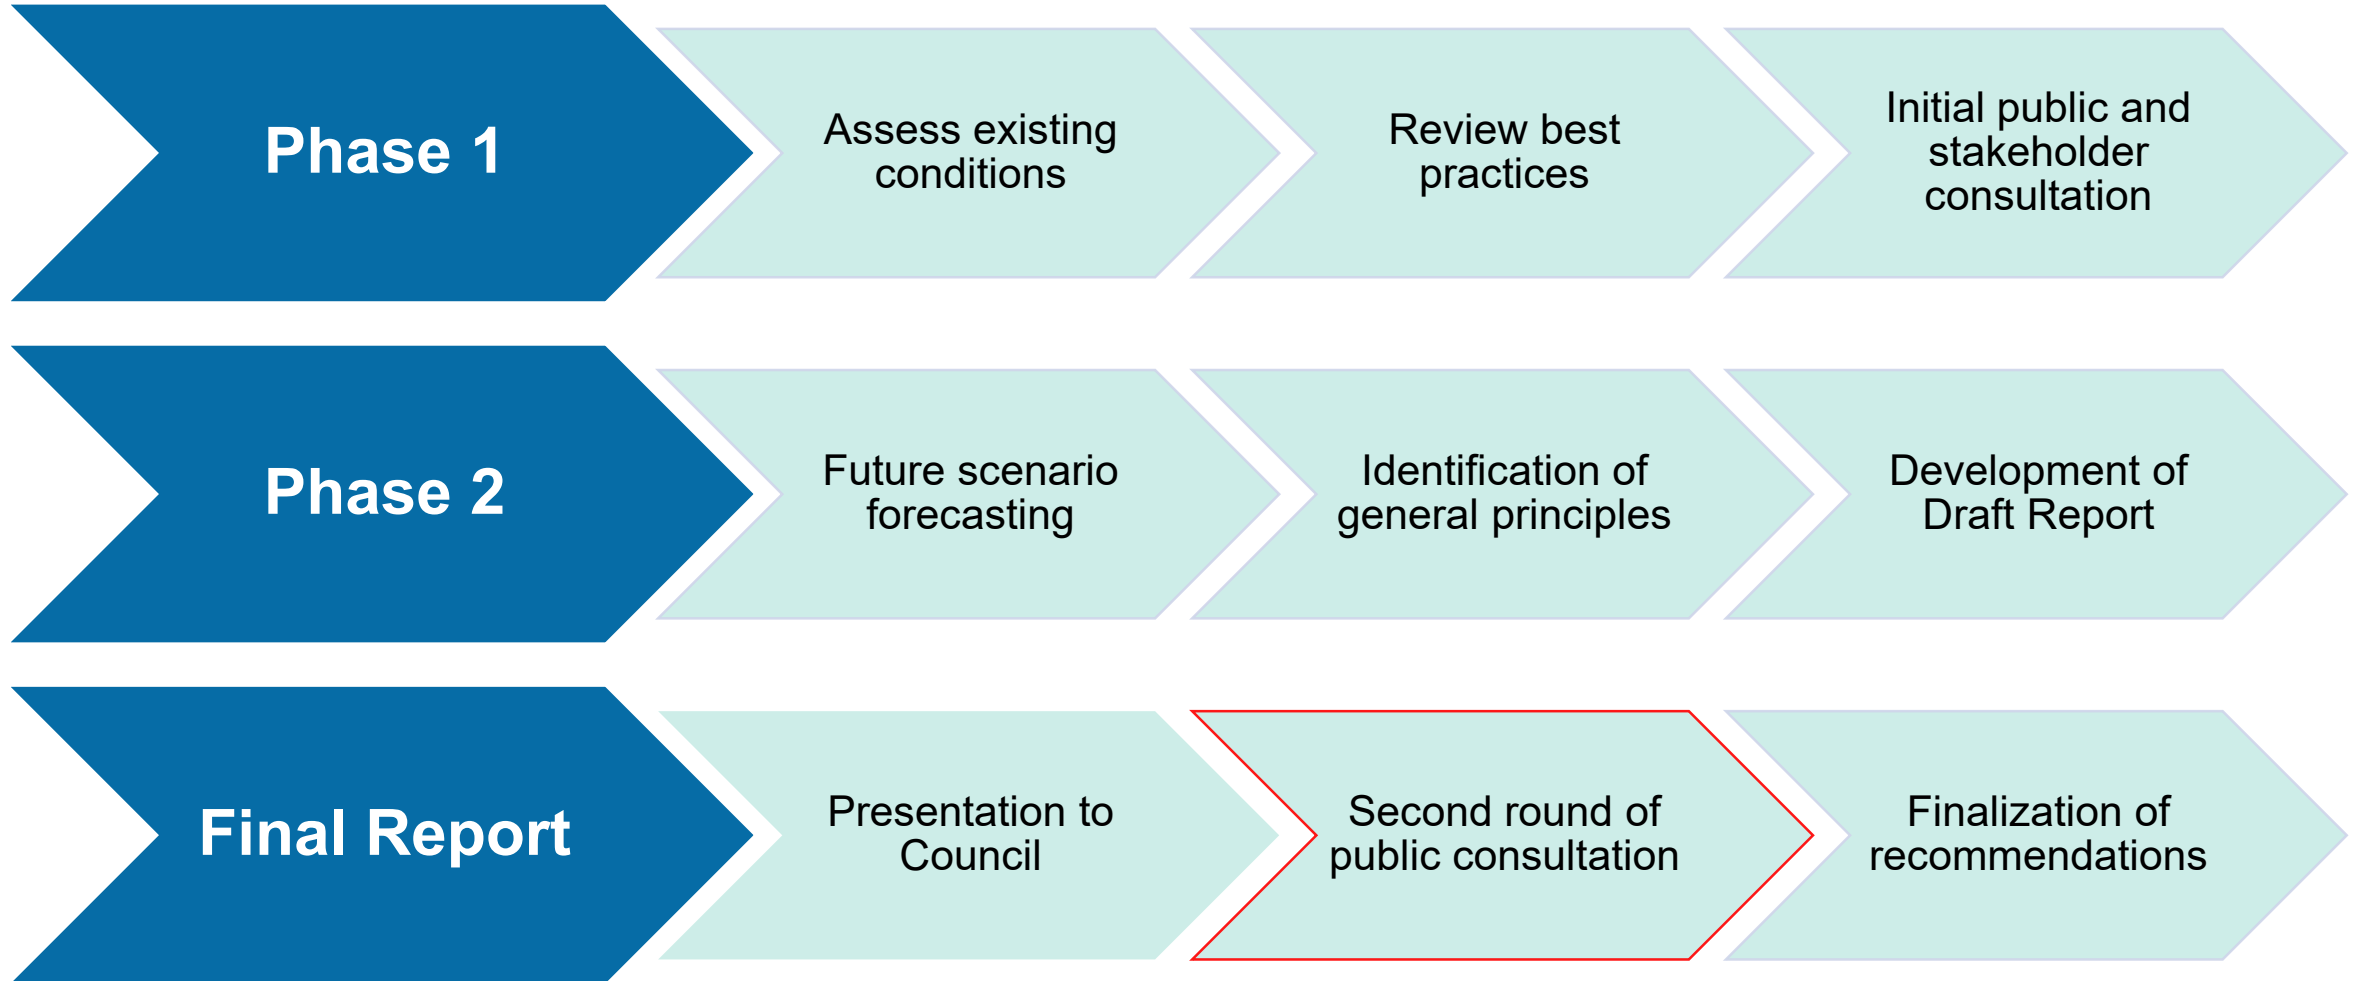 Phase 1
Assess existing
conditions
Review best
practices
Initial public and
stakeholder
consultation
Phase 2
Future scenario
forecasting
Identification of
general principles
Development of
Draft Report
Final Report
Presentation to
Council
Second round of
public consultation
Finalization of
recommendations